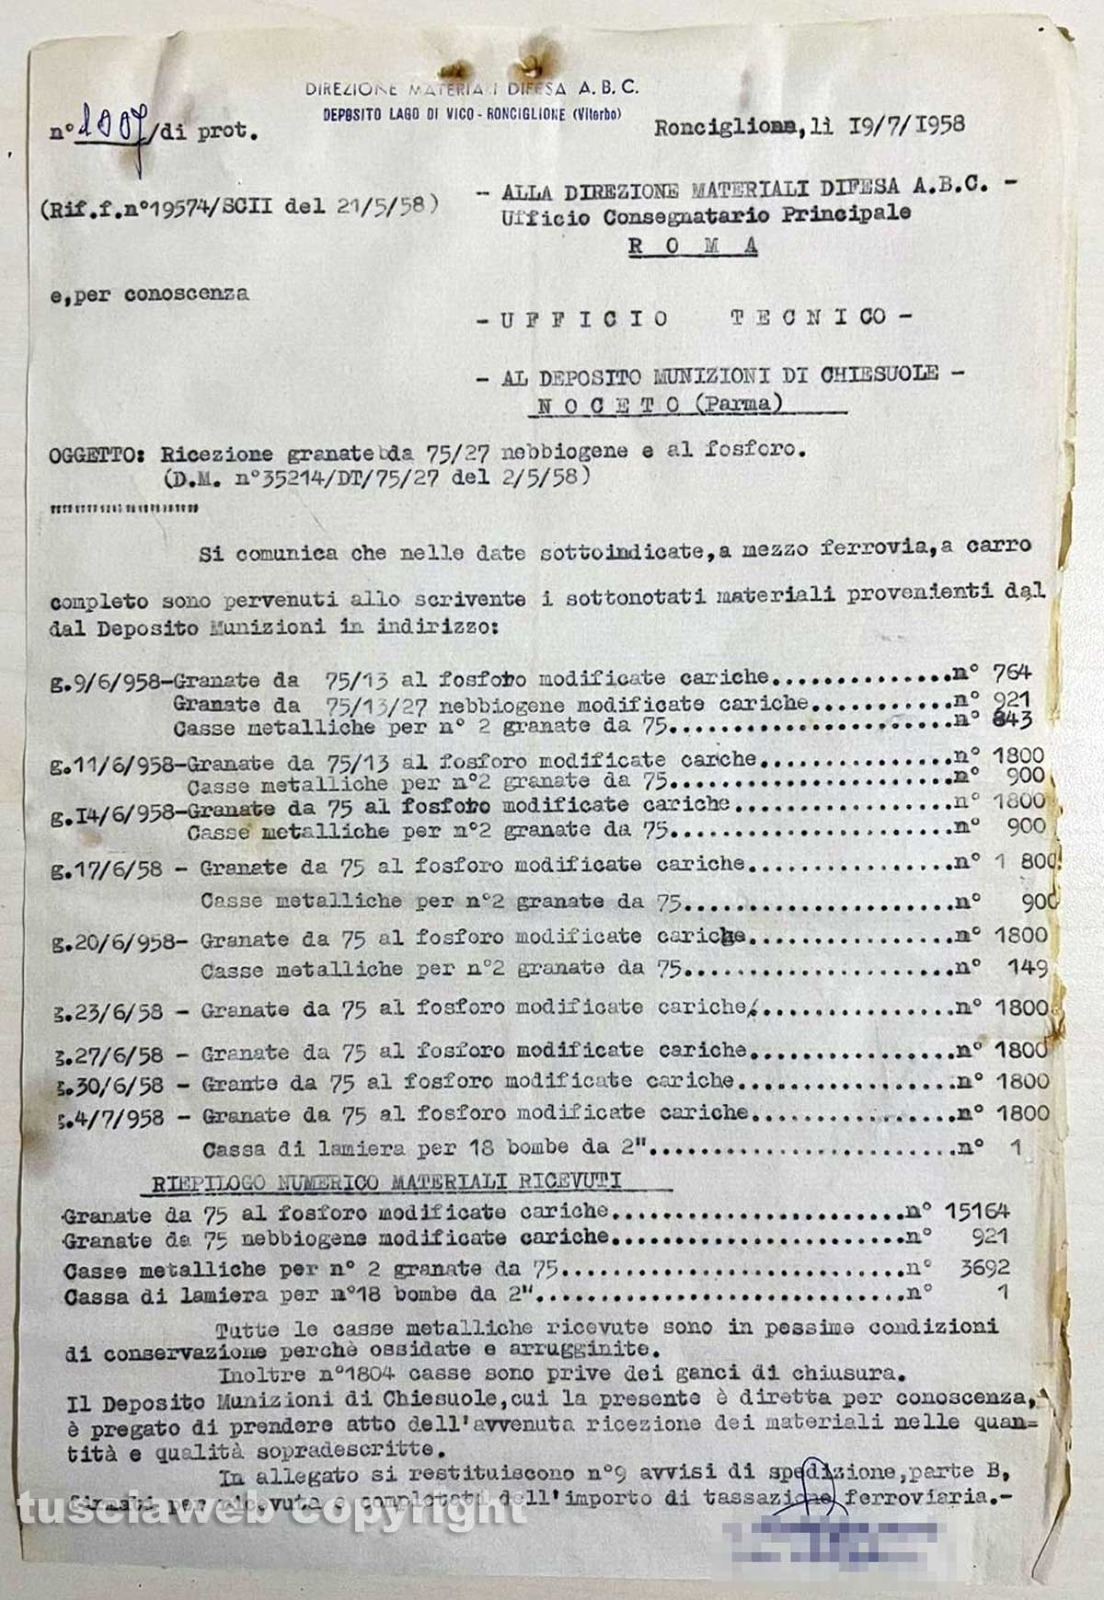 DIREZIONE MATERIALI DIFESA A. B. C.
DEPOSITO LAGO DI VICO - RONCIGLIONE (Viterbo)
n° 1007/di prot.
Ronciglione, lì 19/7/1958
(Rif.f.n°19574/SCII del 21/5/58)
- ALLA DIREZIONE MATERIALI DIFESA A.B.C. -
Ufficio Consegnatario Principale
R O M A
e, per conoscenza
- U F F I C I O T E C N I C O -
- AL DEPOSITO MUNIZIONI DI CHIESUOLE -
N O C E T O (Parma)
OGGETTO: Ricezione granate da 75/27 nebbiogene e al fosforo.
(D.M. n°35214/DT/75/27 del 2/5/58)
"""""""""""""""""""""
Si comunica che nelle date sottoindicate, a mezzo ferrovia, a carro
completo sono pervenuti allo scrivente i sottonotati materiali provenienti dal
dal Deposito Munizioni in indirizzo:
g.9/6/958-Granate da 75/13 al fosforo modificate cariche..............n° 764
Granate da 75/13/27 nebbiogene modificate cariche............n° 921
Casse metalliche per n° 2 granate da 75......................n° 843
g.11/6/958-Granate da 75/13 al fosforo modificate cariche...............n° 1800
Casse metalliche per n°2 granate da 75......................n° 900
g.14/6/958-Granate da 75 al fosforo modificate cariche.................n° 1800
Casse metalliche per n°2 granate da 75......................n° 900
g.17/6/58 - Granate da 75 al fosforo modificate cariche................n° 1 800
Casse metalliche per n°2 granate da 75.....................n° 900
g.20/6/958- Granate da 75 al fosforo modificate cariche................n° 1800
Casse metalliche per n°2 granate da 75.....................n° 149
g.23/6/58 - Granate da 75 al fosforo modificate cariche................n° 1800
g.27/6/58 - Granate da 75 al fosforo modificate cariche................n° 1800
g.30/6/58 - Grante da 75 al fosforo modificate cariche.................n° 1800
g.4/7/958 - Granate da 75 al fosforo modificate cariche................n° 1800
Cassa di lamiera per 18 bombe da 2"........................n° 1
RIEPILOGO NUMERICO MATERIALI RICEVUTI
Granate da 75 al fosforo modificate cariche.......................n° 15164
Granate da 75 nebbiogene modificate cariche.......................n° 921
Casse metalliche per n° 2 granate da 75...........................n° 3692
Cassa di lamiera per n°18 bombe da 2".............................n° 1
Tutte le casse metalliche ricevute sono in pessime condizioni
di conservazione perchè ossidate e arrugginite.
Inoltre n°1804 casse sono prive dei ganci di chiusura.
Il Deposito Munizioni di Chiesuole, cui la presente è diretta per conoscenza,
è pregato di prendere atto dell'avvenuta ricezione dei materiali nelle quan=
tità e qualità sopradescritte.
In allegato si restituiscono n°9 avvisi di spedizione, parte B,
firmati per ricevuta e completati dell'importo di tassazione ferroviaria.-
tusciaweb copyright